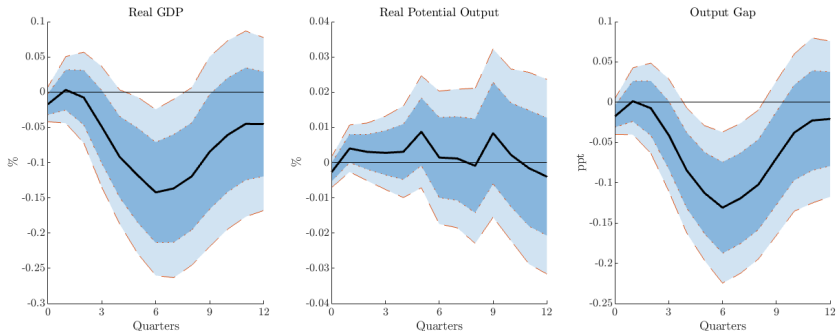 Real GDP
0.1
0.05
0
-0.05
-0.1
-0.15
-0.2
-0.25
-0.3
%
0 3 6 9 12
Quarters
Real Potential Output
0.04
0.03
0.02
0.01
0
-0.01
-0.02
-0.03
-0.04
%
0 3 6 9 12
Quarters
Output Gap
0.1
0.05
0
-0.05
-0.1
-0.15
-0.2
-0.25
ppt
0 3 6 9 12
Quarters